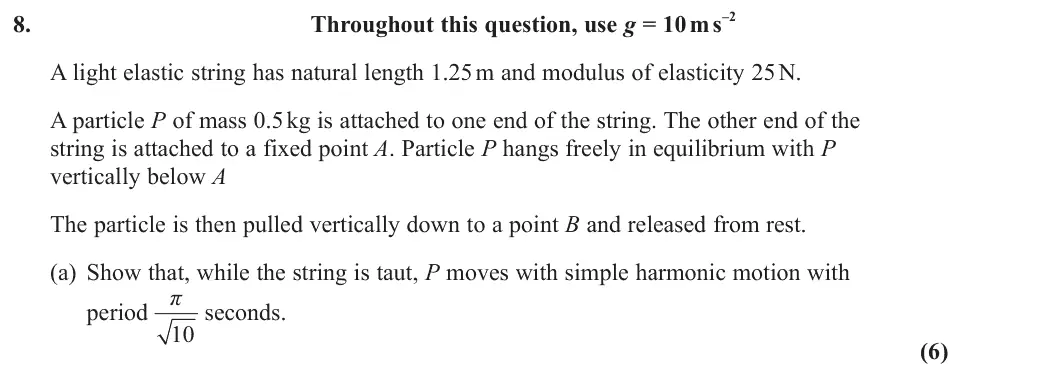 8. Throughout this question, use g = 10 m s⁻²
A light elastic string has natural length 1.25 m and modulus of elasticity 25 N.
A particle P of mass 0.5 kg is attached to one end of the string. The other end of the
string is attached to a fixed point A. Particle P hangs freely in equilibrium with P
vertically below A
The particle is then pulled vertically down to a point B and released from rest.
(a) Show that, while the string is taut, P moves with simple harmonic motion with
period π/√10 seconds.
(6)